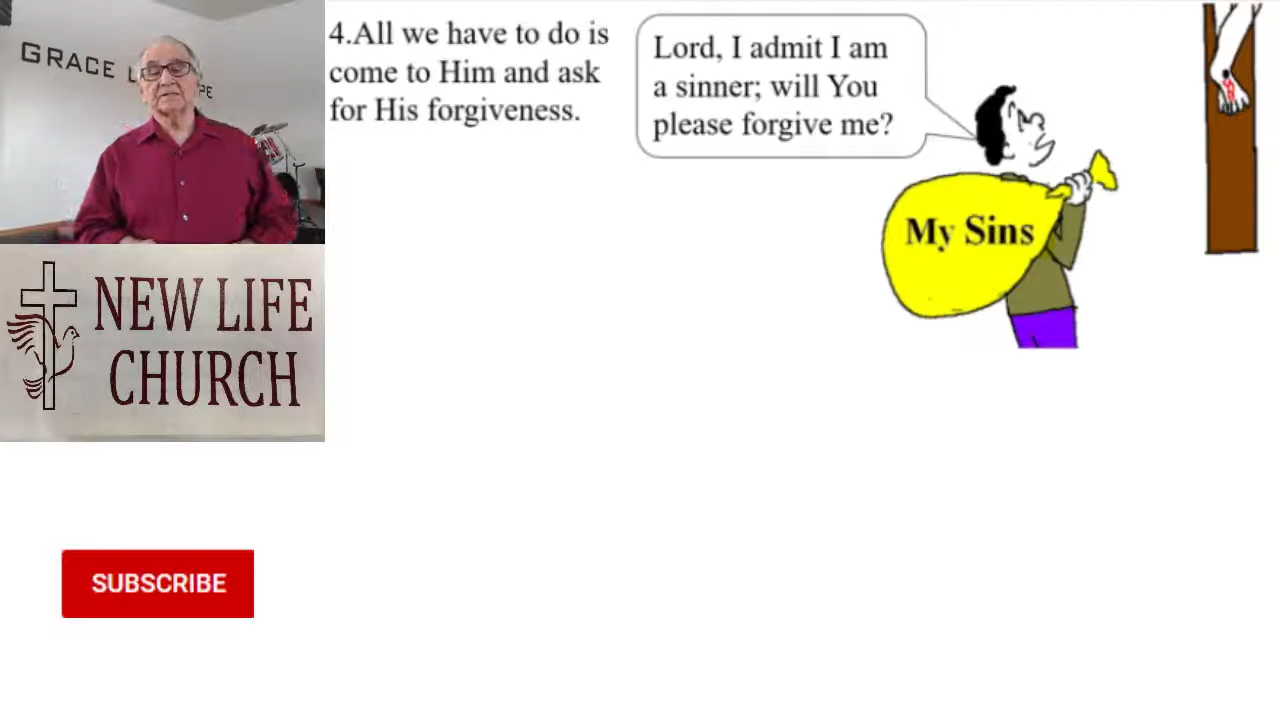 GRACE
4.All we have to do is
come to Him and ask
for His forgiveness.
Lord, I admit I am
a sinner; will You
please forgive me?
My Sins
NEW LIFE
CHURCH
SUBSCRIBE